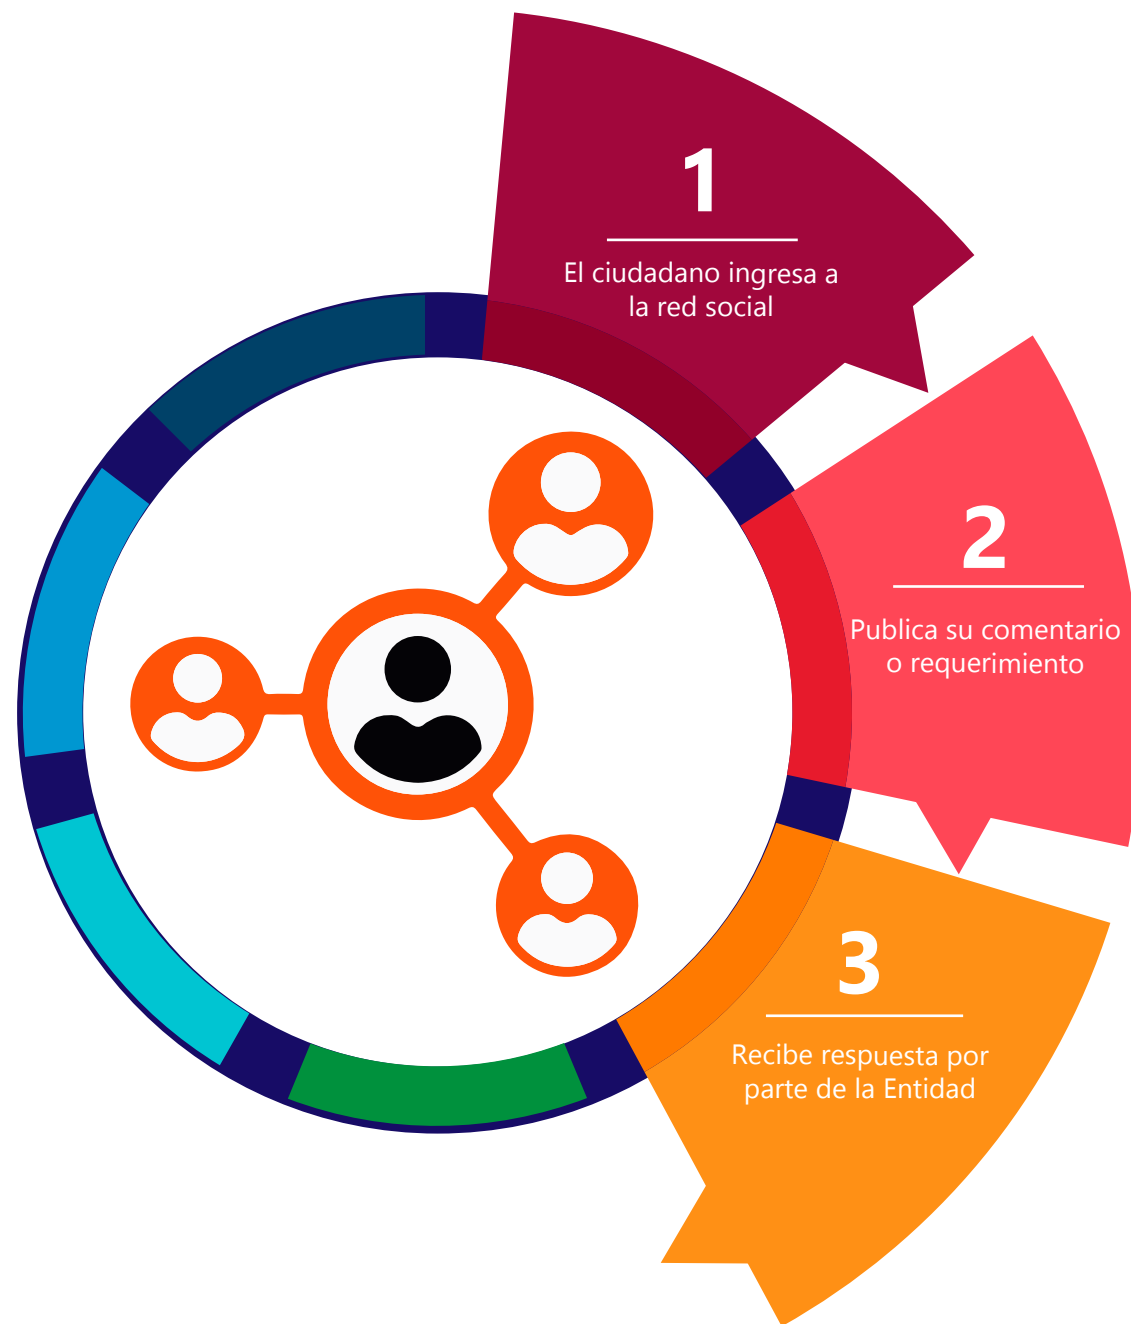 1
El ciudadano ingresa a
la red social
2
Publica su comentario
o requerimiento
3
Recibe respuesta por
parte de la Entidad